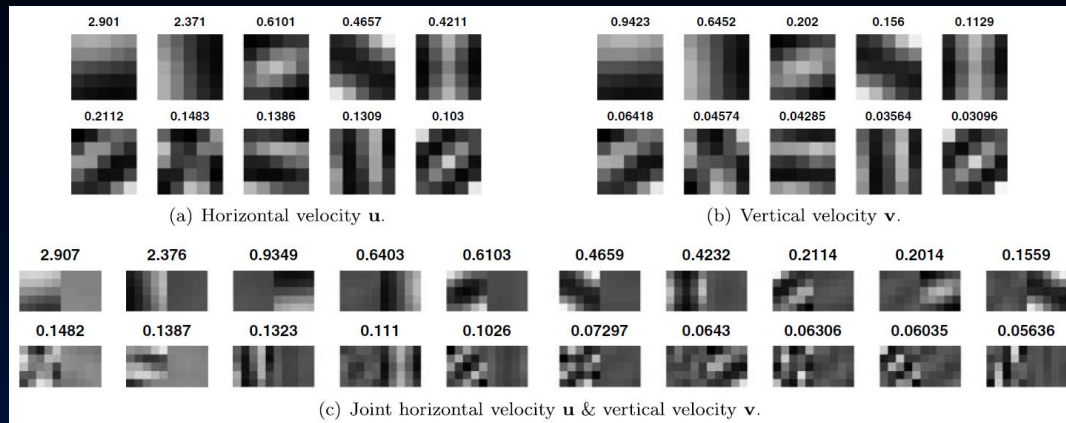 2.901 2.371 0.6101 0.4657 0.4211
0.2112 0.1483 0.1386 0.1309 0.103
(a) Horizontal velocity u.
0.9423 0.6452 0.202 0.156 0.1129
0.06418 0.04574 0.04285 0.03564 0.03096
(b) Vertical velocity v.
2.907 2.376 0.9349 0.6403 0.6103 0.4659 0.4232 0.2114 0.2014 0.1559
0.1482 0.1387 0.1323 0.111 0.1026 0.07297 0.0643 0.06306 0.06035 0.05636
(c) Joint horizontal velocity u & vertical velocity v.